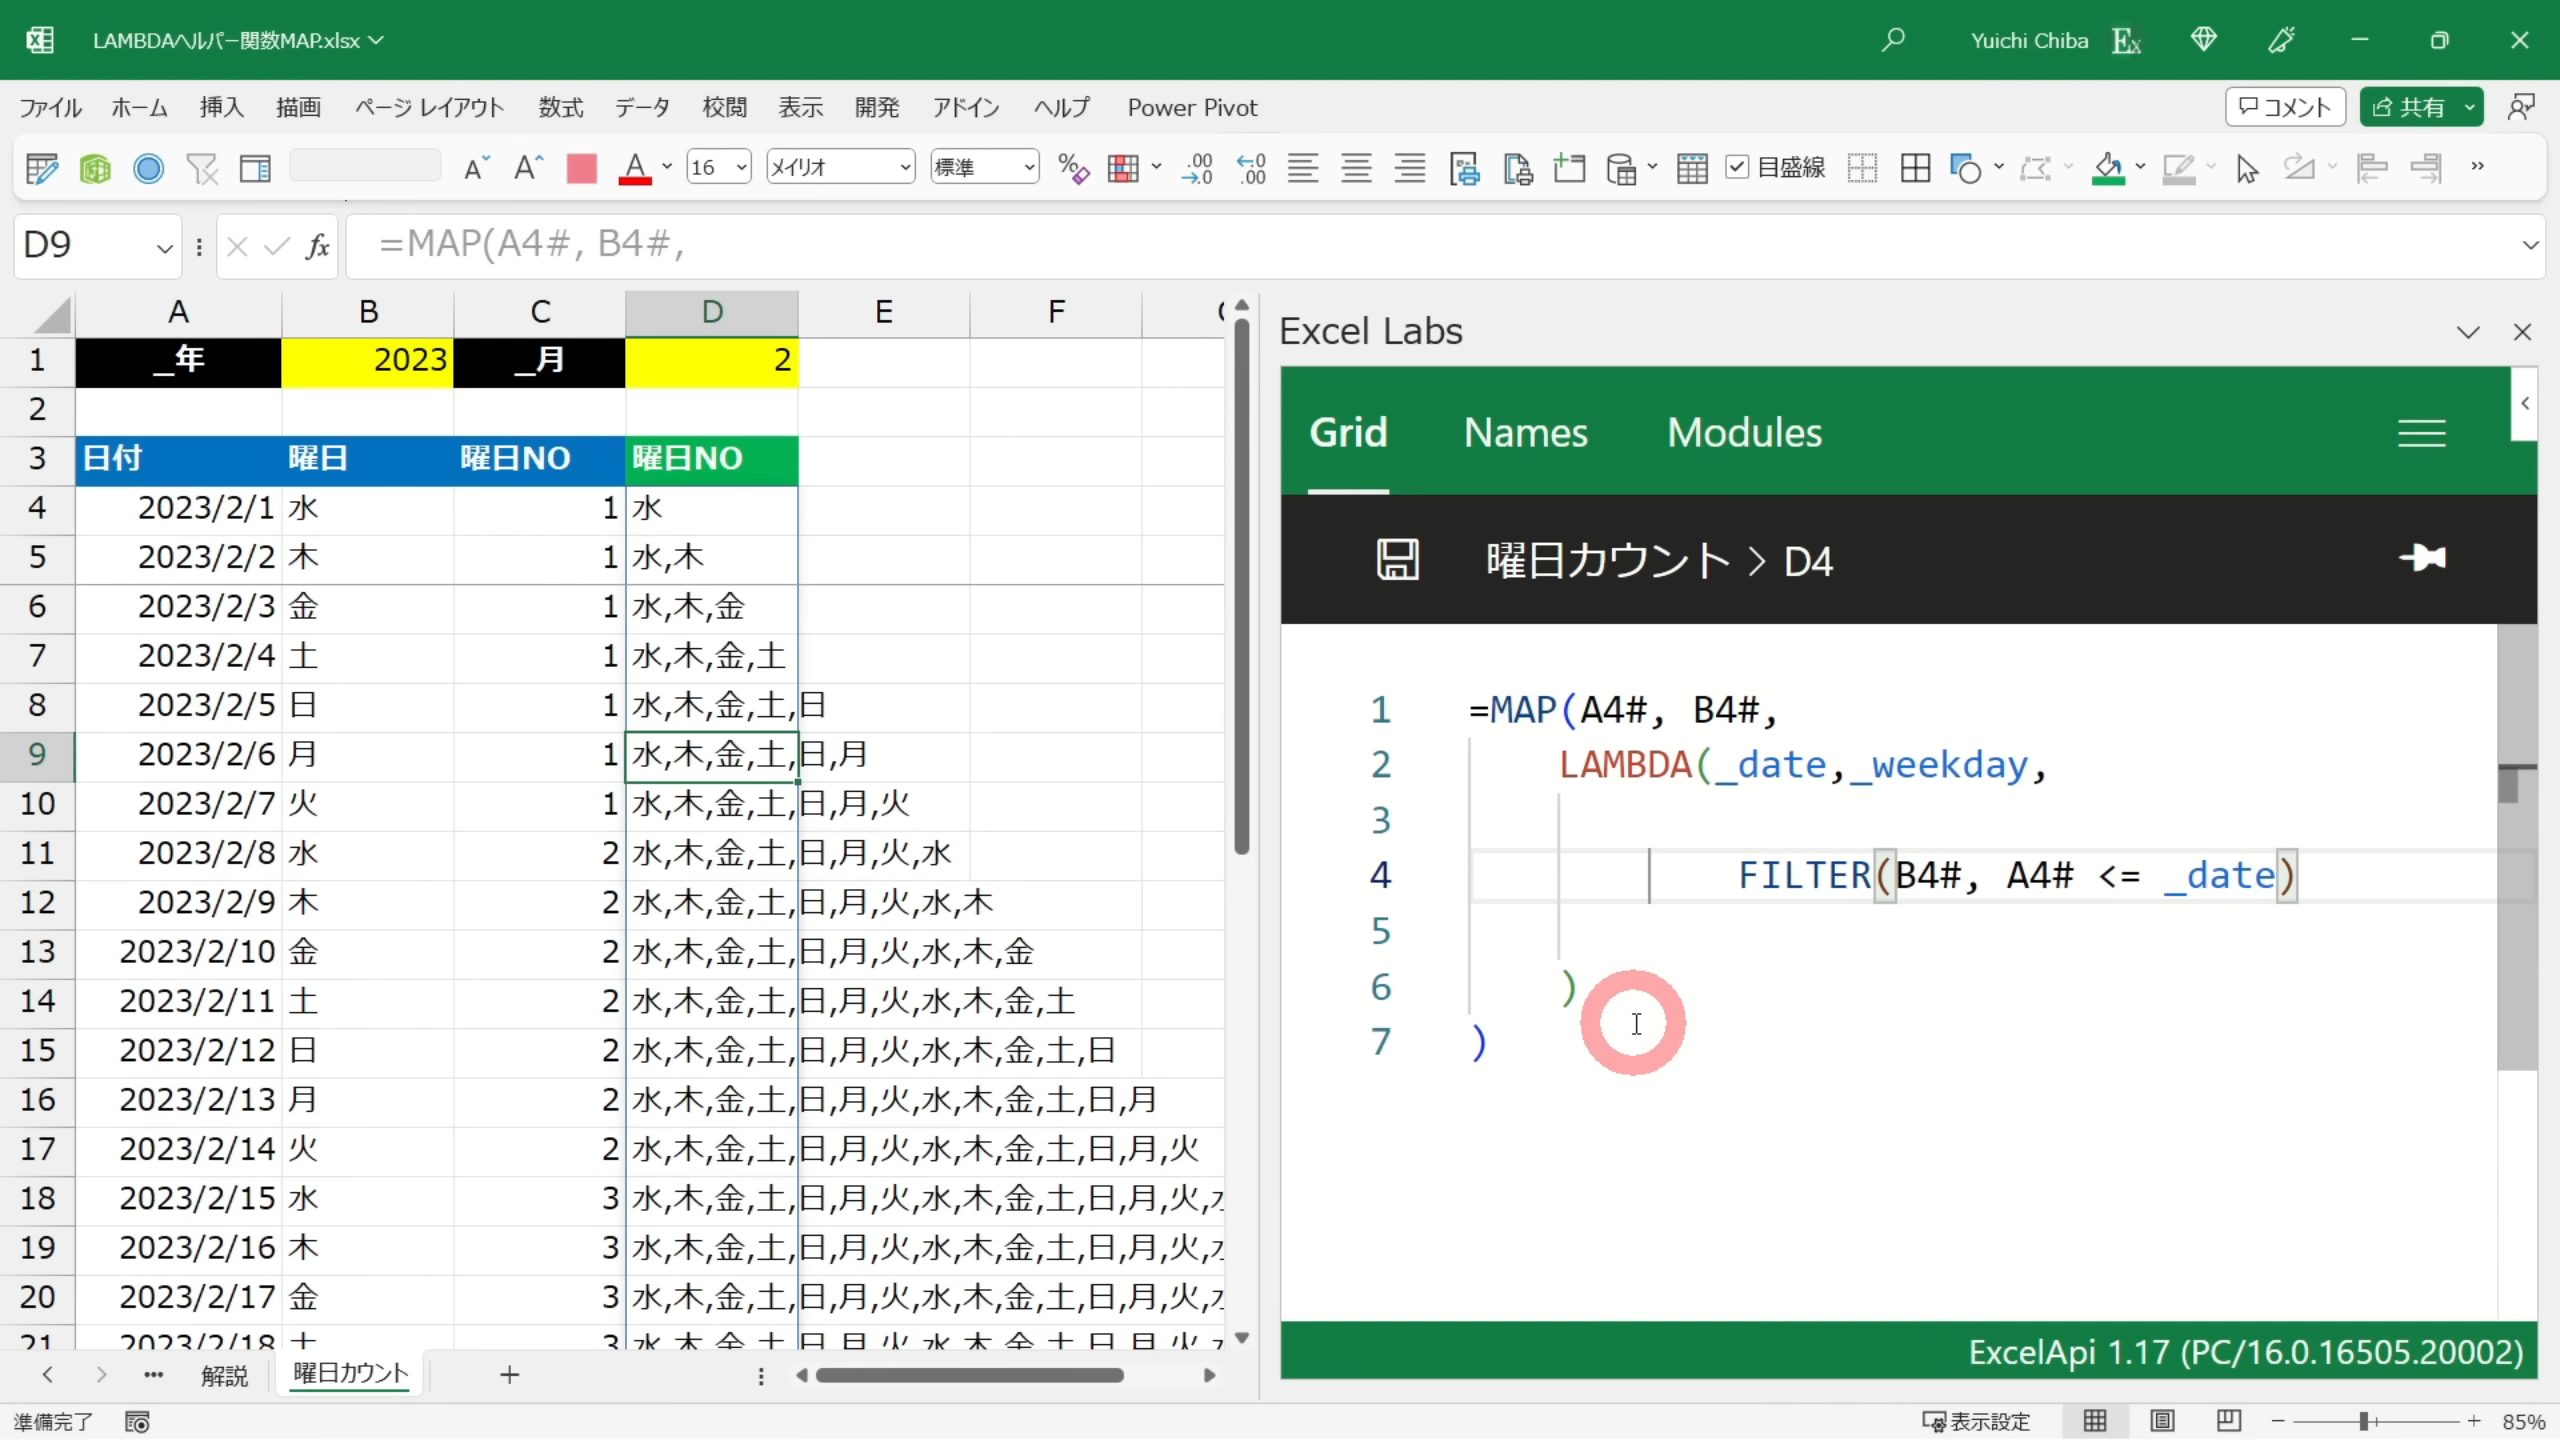 LAMBDAヘルパー関数MAP.xlsx
Yuichi Chiba
ファイル ホーム 挿入 描画 ページ レイアウト 数式 データ 校閲 表示 開発 アドイン ヘルプ Power Pivot コメント 共有
16 メイリオ 標準 目盛線
D9 fx =MAP(A4#, B4#,
A B C D E F
1 _年 2023 _月 2
2
3 日付 曜日 曜日NO 曜日NO
4 2023/2/1 水 1 水
5 2023/2/2 木 1 水,木
6 2023/2/3 金 1 水,木,金
7 2023/2/4 土 1 水,木,金,土
8 2023/2/5 日 1 水,木,金,土,日
9 2023/2/6 月 1 水,木,金,土,日,月
10 2023/2/7 火 1 水,木,金,土,日,月,火
11 2023/2/8 水 2 水,木,金,土,日,月,火,水
12 2023/2/9 木 2 水,木,金,土,日,月,火,水,木
13 2023/2/10 金 2 水,木,金,土,日,月,火,水,木,金
14 2023/2/11 土 2 水,木,金,土,日,月,火,水,木,金,土
15 2023/2/12 日 2 水,木,金,土,日,月,火,水,木,金,土,日
16 2023/2/13 月 2 水,木,金,土,日,月,火,水,木,金,土,日,月
17 2023/2/14 火 2 水,木,金,土,日,月,火,水,木,金,土,日,月,火
18 2023/2/15 水 3 水,木,金,土,日,月,火,水,木,金,土,日,月,火,
19 2023/2/16 木 3 水,木,金,土,日,月,火,水,木,金,土,日,月,火,
20 2023/2/17 金 3 水,木,金,土,日,月,火,水,木,金,土,日,月,火,
21 2023/2/18 土 3 水,木,金,土,日,月,火,水,木,金,土,日,月,火,
解説 曜日カウント
準備完了
表示設定 85%
Excel Labs
Grid Names Modules
曜日カウント > D4
1 =MAP(A4#, B4#,
2 LAMBDA(_date,_weekday,
3
4 FILTER(B4#, A4# <= _date)
5
6 )
7 )
ExcelApi 1.17 (PC/16.0.16505.20002)